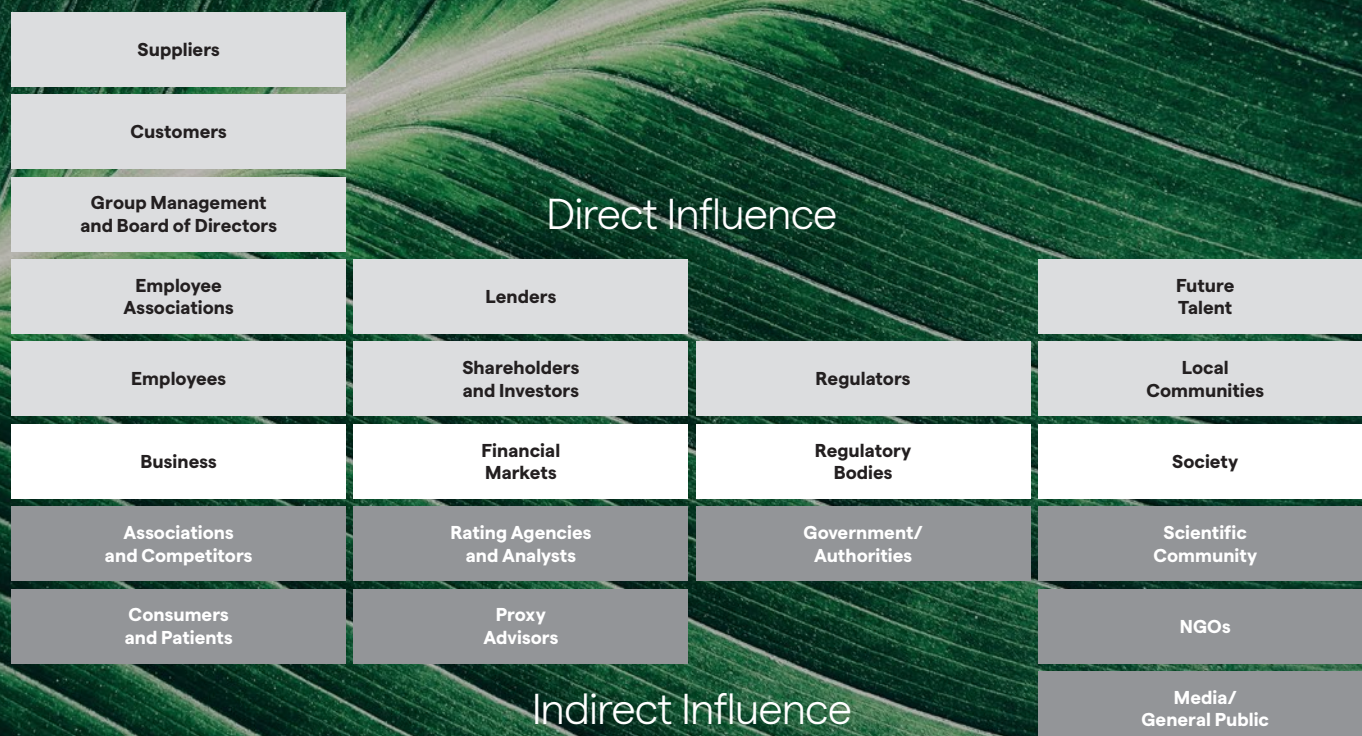 Suppliers
Customers
Group Management
and Board of Directors
Direct Influence
Employee
Associations
Lenders
Future
Talent
Employees
Shareholders
and Investors
Regulators
Local
Communities
Business
Financial
Markets
Regulatory
Bodies
Society
Associations
and Competitors
Rating Agencies
and Analysts
Government/
Authorities
Scientific
Community
Consumers
and Patients
Proxy
Advisors
NGOs
Indirect Influence
Media/
General Public